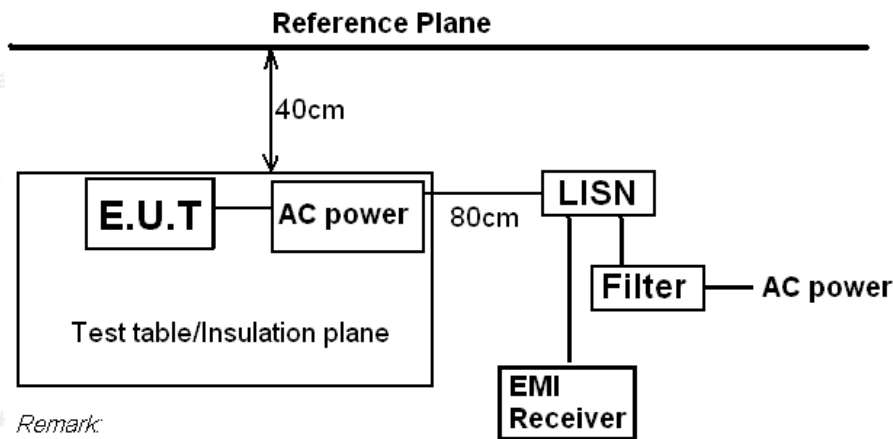 Reference Plane
40cm
E.U.T
AC power
80cm
LISN
Filter
AC power
Test table/Insulation plane
EMI
Receiver
Remark: